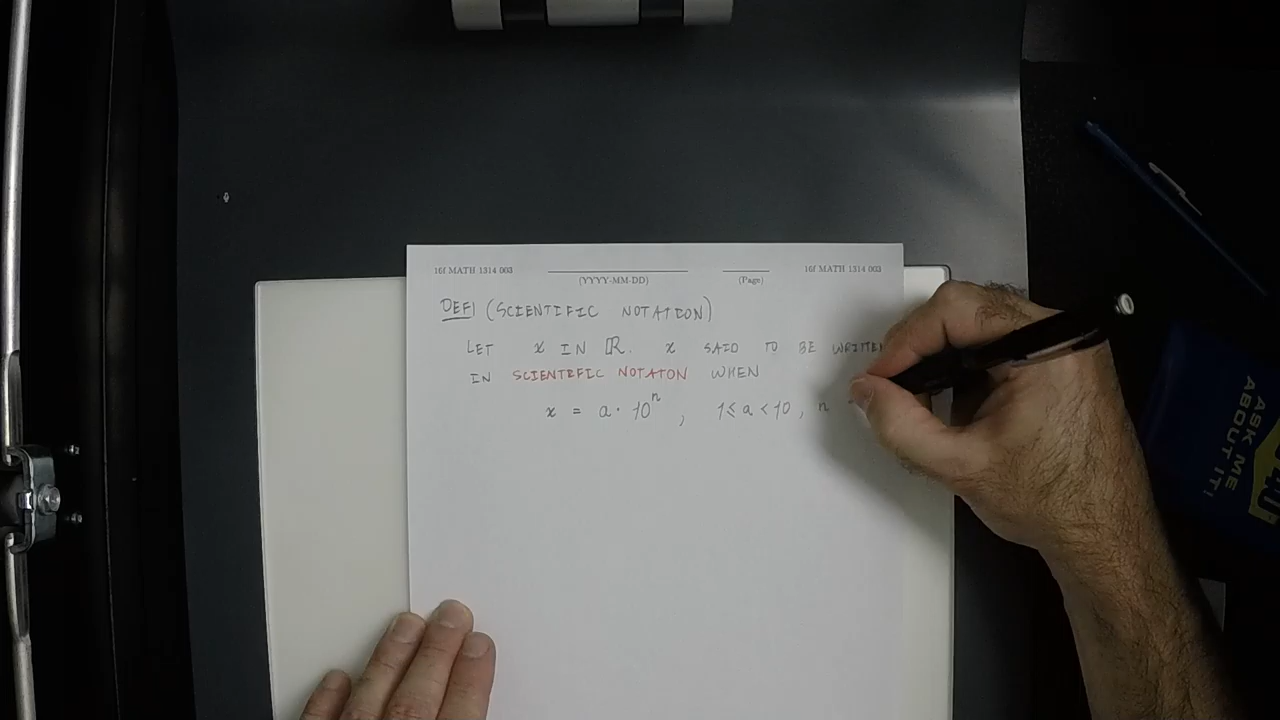 16f MATH 1314 003 (YYYY-MM-DD) (Page) 16f MATH 1314 003
DEF| (SCIENTIFIC NOTATION)
LET x IN ℝ. x SAID TO BE WRITTEN
IN SCIENTIFIC NOTATON WHEN
x = a · 10ⁿ , 1 ≤ a < 10 , n
ASK ME
ABOUT IT!